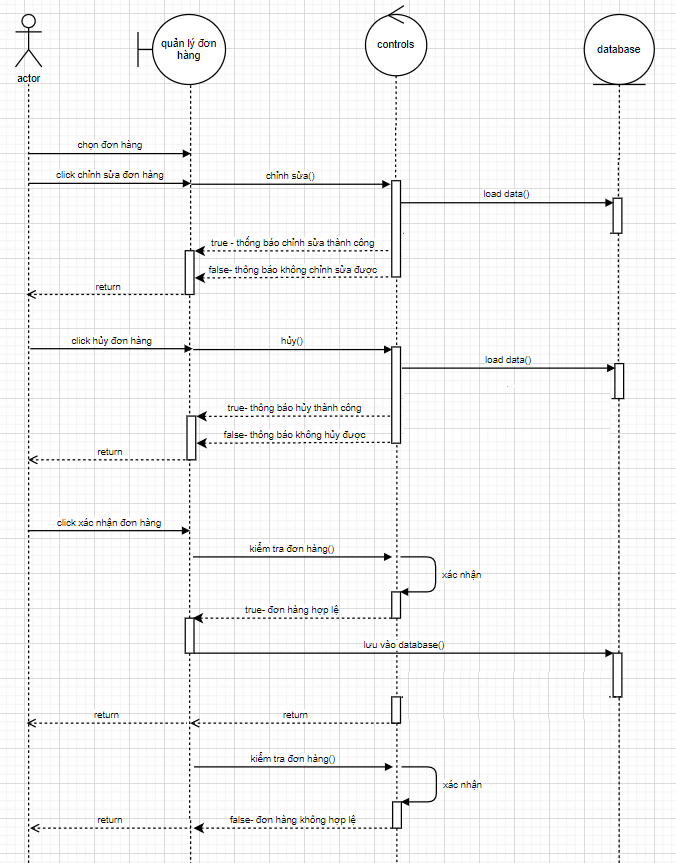 quản lý đơn
hàng
controls
database
actor
chọn đơn hàng
click chỉnh sửa đơn hàng
chỉnh sửa()
load data()
true - thống báo chỉnh sửa thành công
false- thông báo không chỉnh sửa được
return
click hủy đơn hàng
hủy()
load data()
true- thông báo hủy thành công
false- thông báo không hủy được
return
click xác nhận đơn hàng
kiểm tra đơn hàng()
xác nhận
true- đơn hàng hợp lệ
lưu vào database()
return
return
kiểm tra đơn hàng()
xác nhận
return
false- đơn hàng không hợp lệ